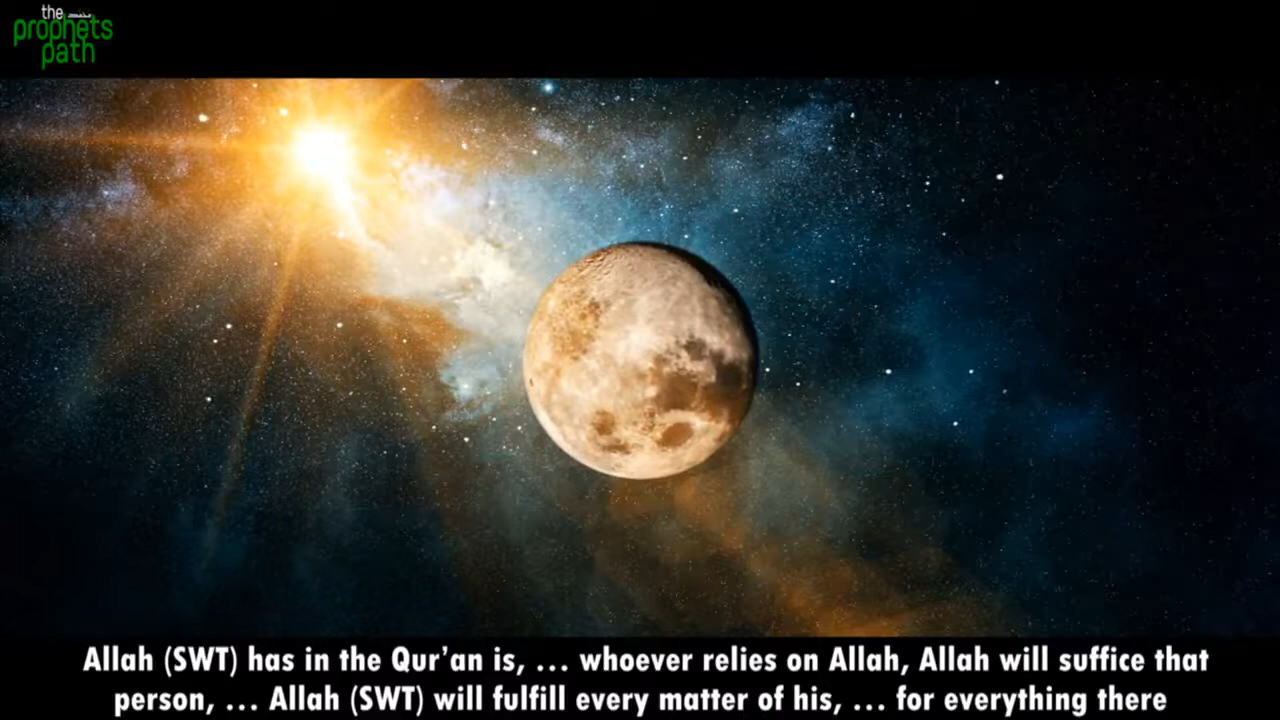 the
prophets
path
Allah (SWT) has in the Qur’an is, ... whoever relies on Allah, Allah will suffice that
person, ... Allah (SWT) will fulfill every matter of his, ... for everything there